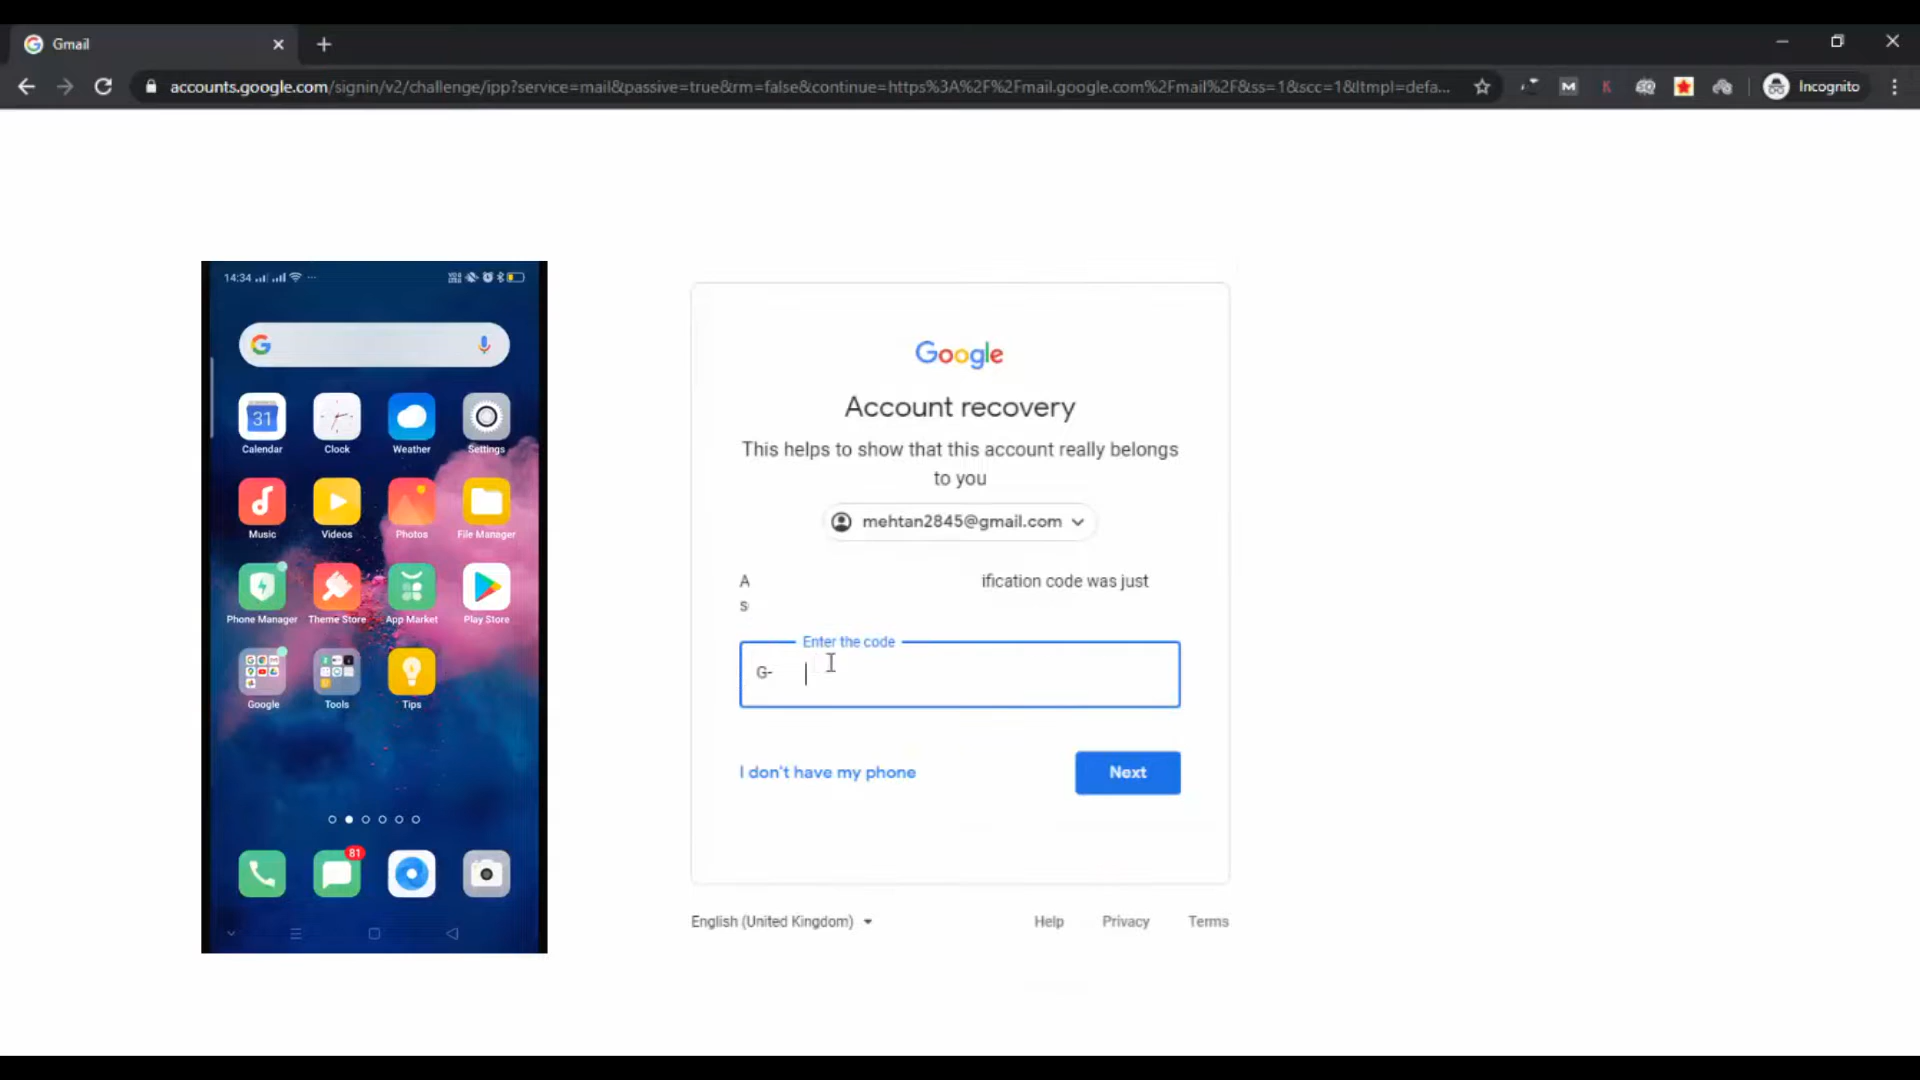 Gmail
accounts.google.com/signin/v2/challenge/ipp?service=mail&passive=true&rm=false&continue=https%3A%2F%2Fmail.google.com%2Fmail%2F&ss=1&scc=1&ltmpl=defa...
Incognito
14:34
31
Calendar
Clock
Weather
Settings
Music
Videos
Photos
File Manager
Phone Manager
Theme Store
App Market
Play Store
Google
Tools
Tips
81
Google
Account recovery
This helps to show that this account really belongs
to you
mehtan2845@gmail.com
A ification code was just
s
Enter the code
G-
I don't have my phone
Next
English (United Kingdom)
Help
Privacy
Terms